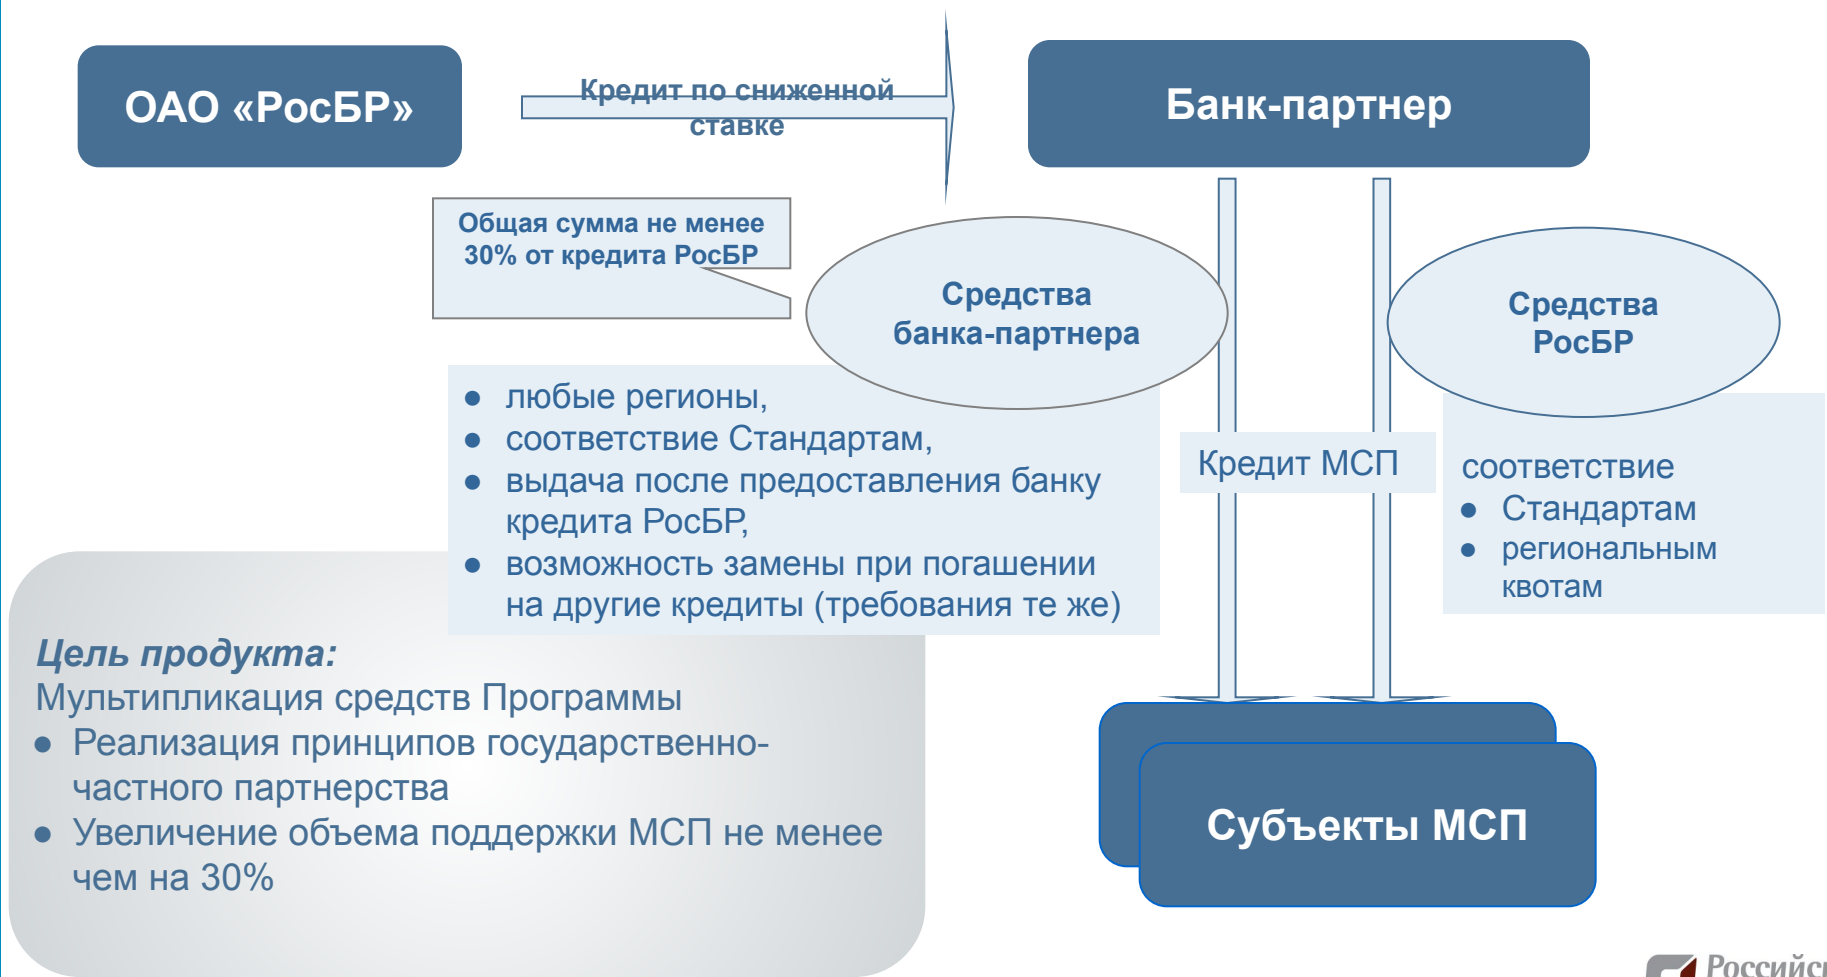 ОАО «РосБР»
Кредит по сниженной
ставке
Банк-партнер
Общая сумма не менее
30% от кредита РосБР
Средства
банка-партнера
Средства
РосБР
● любые регионы,
● соответствие Стандартам,
● выдача после предоставления банку
кредита РосБР,
● возможность замены при погашении
на другие кредиты (требования те же)
Кредит МСП
соответствие
● Стандартам
● региональным
квотам
Цель продукта:
Мультипликация средств Программы
● Реализация принципов государственно-
частного партнерства
● Увеличение объема поддержки МСП не менее
чем на 30%
Субъекты МСП